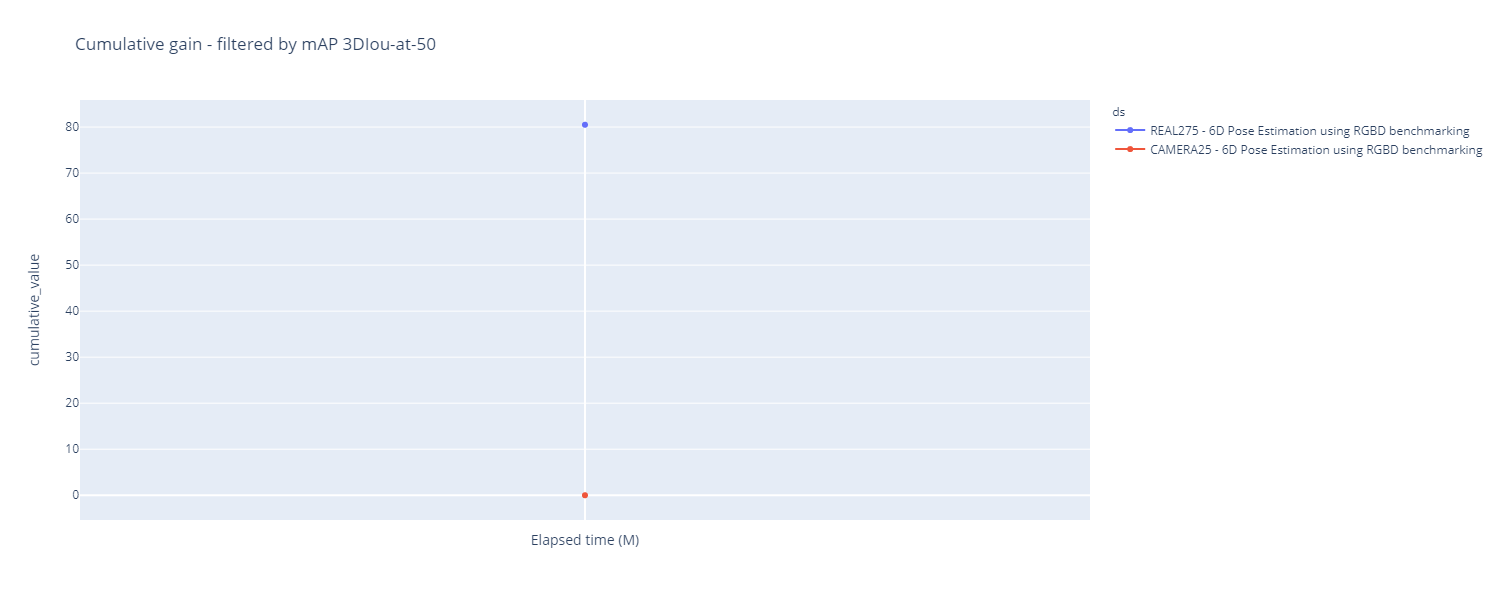 Cumulative gain - filtered by mAP 3DIou-at-50
ds
REAL275 - 6D Pose Estimation using RGBD benchmarking
CAMERA25 - 6D Pose Estimation using RGBD benchmarking
cumulative_value
80
70
60
50
40
30
20
10
0
Elapsed time (M)